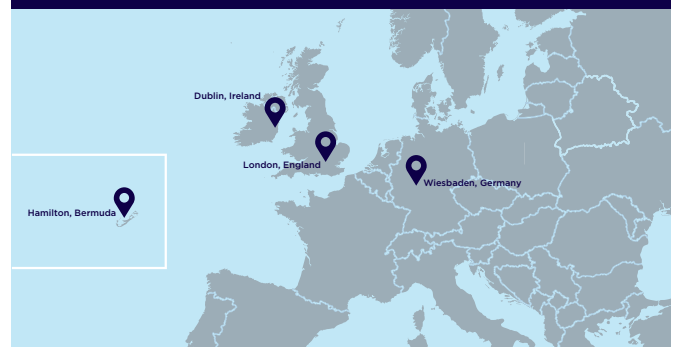 Dublin, Ireland
London, England
Wiesbaden, Germany
Hamilton, Bermuda